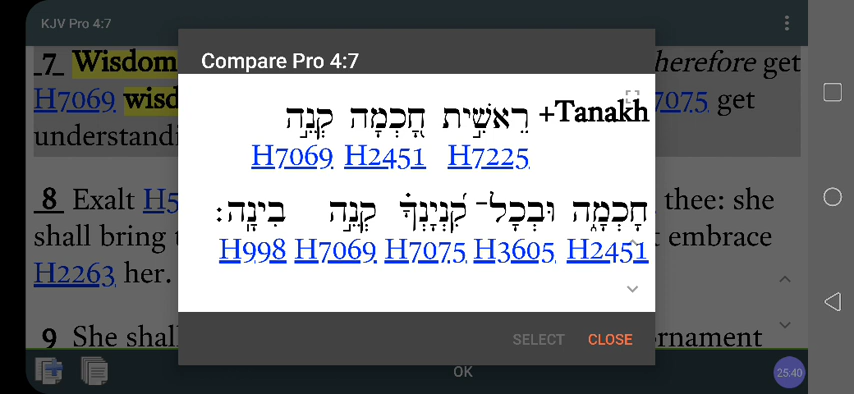 KJV Pro 4:7
7 Wisdom
herefore get
H7069 wisd
7075 get
understandi
Compare Pro 4:7
Tanakh+ רֵאשִׁ֣ית חָ֭כְמָה קְנֵ֣ה
H7225 H2451 H7069
חָכְמָ֑ה וּבְכָל־ קִ֝נְיָנְךָ֗ קְנֵ֣ה בִינָֽה׃
H2451 H3605 H7075 H7069 H998
8 Exalt H5
thee: she
shall bring t
t embrace
H2263 her.
9 She shal
rnament
SELECT CLOSE
OK
25:40